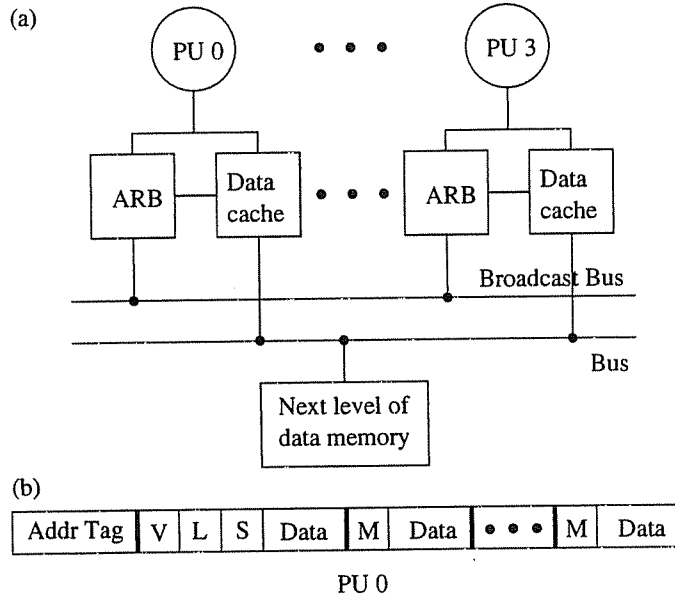 (a)
PU 0
PU 3
ARB
Data
cache
ARB
Data
cache
Broadcast Bus
Bus
Next level of
data memory
(b)
Addr Tag V L S Data M Data M Data
PU 0